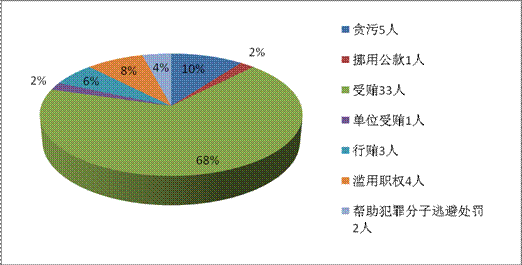 4%
10%
2%
8%
6%
2%
68%
贪污5人
挪用公款1人
受贿33人
单位受贿1人
行贿3人
滥用职权4人
帮助犯罪分子逃避处罚
2人